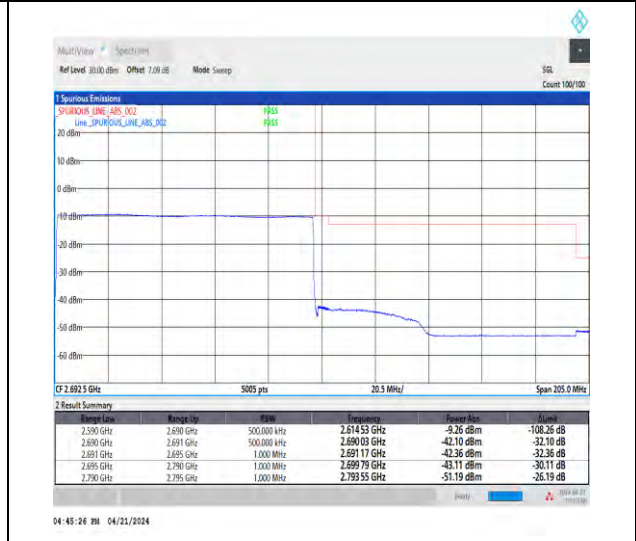 MultiView Spectrum
Ref Level 30.00 dBm Offset 7.09 dB Mode Sweep SGL
Count 100/100
1 Spurious Emissions
SPURIOUS_LINE_ABS_002 PASS
Line _SPURIOUS_LINE_ABS_002 PASS
20 dBm
10 dBm
0 dBm
-10 dBm
-20 dBm
-30 dBm
-40 dBm
-50 dBm
-60 dBm
CF 2.692 5 GHz 5005 pts 20.5 MHz/ Span 205.0 MHz
2 Result Summary
Range Low Range Up RBW Frequency Power Abs ΔLimit
2.590 GHz 2.690 GHz 500.000 kHz 2.614 53 GHz -9.26 dBm -108.26 dB
2.690 GHz 2.691 GHz 500.000 kHz 2.690 03 GHz -42.10 dBm -32.10 dB
2.691 GHz 2.695 GHz 1.000 MHz 2.691 17 GHz -42.36 dBm -32.36 dB
2.695 GHz 2.790 GHz 1.000 MHz 2.699 79 GHz -43.11 dBm -30.11 dB
2.790 GHz 2.795 GHz 1.000 MHz 2.793 55 GHz -51.19 dBm -26.19 dB
04:45:26 PM 04/21/2024